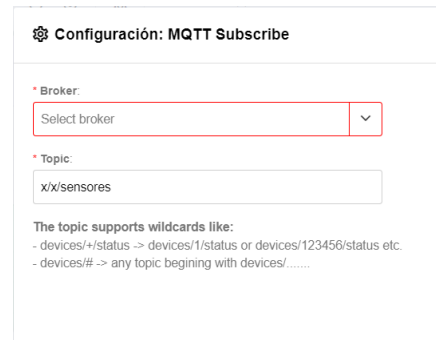 Configuración: MQTT Subscribe
* Broker:
Select broker
* Topic:
x/x/sensores
The topic supports wildcards like:
- devices/+/status -> devices/1/status or devices/123456/status etc.
- devices/# -> any topic begining with devices/.......